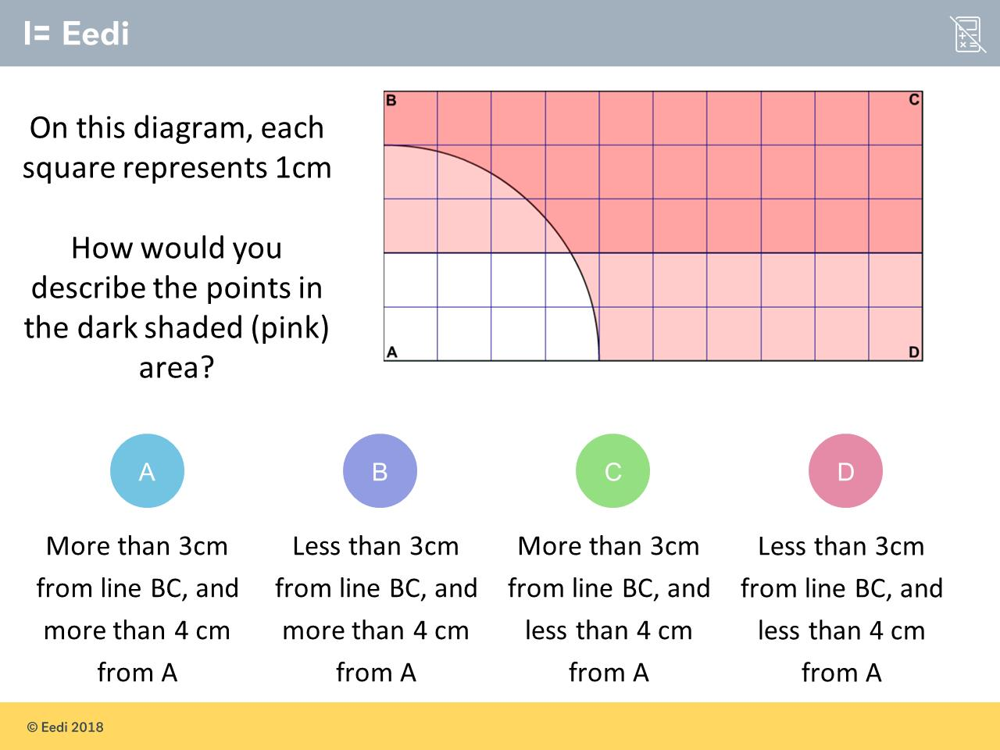 Eedi
On this diagram, each
square represents 1cm
How would you
describe the points in
the dark shaded (pink)
area?
B
C
A
D
A
B
C
D
More than 3cm
from line BC, and
more than 4 cm
from A
Less than 3cm
from line BC, and
more than 4 cm
from A
More than 3cm
from line BC, and
less than 4 cm
from A
Less than 3cm
from line BC, and
less than 4 cm
from A
© Eedi 2018